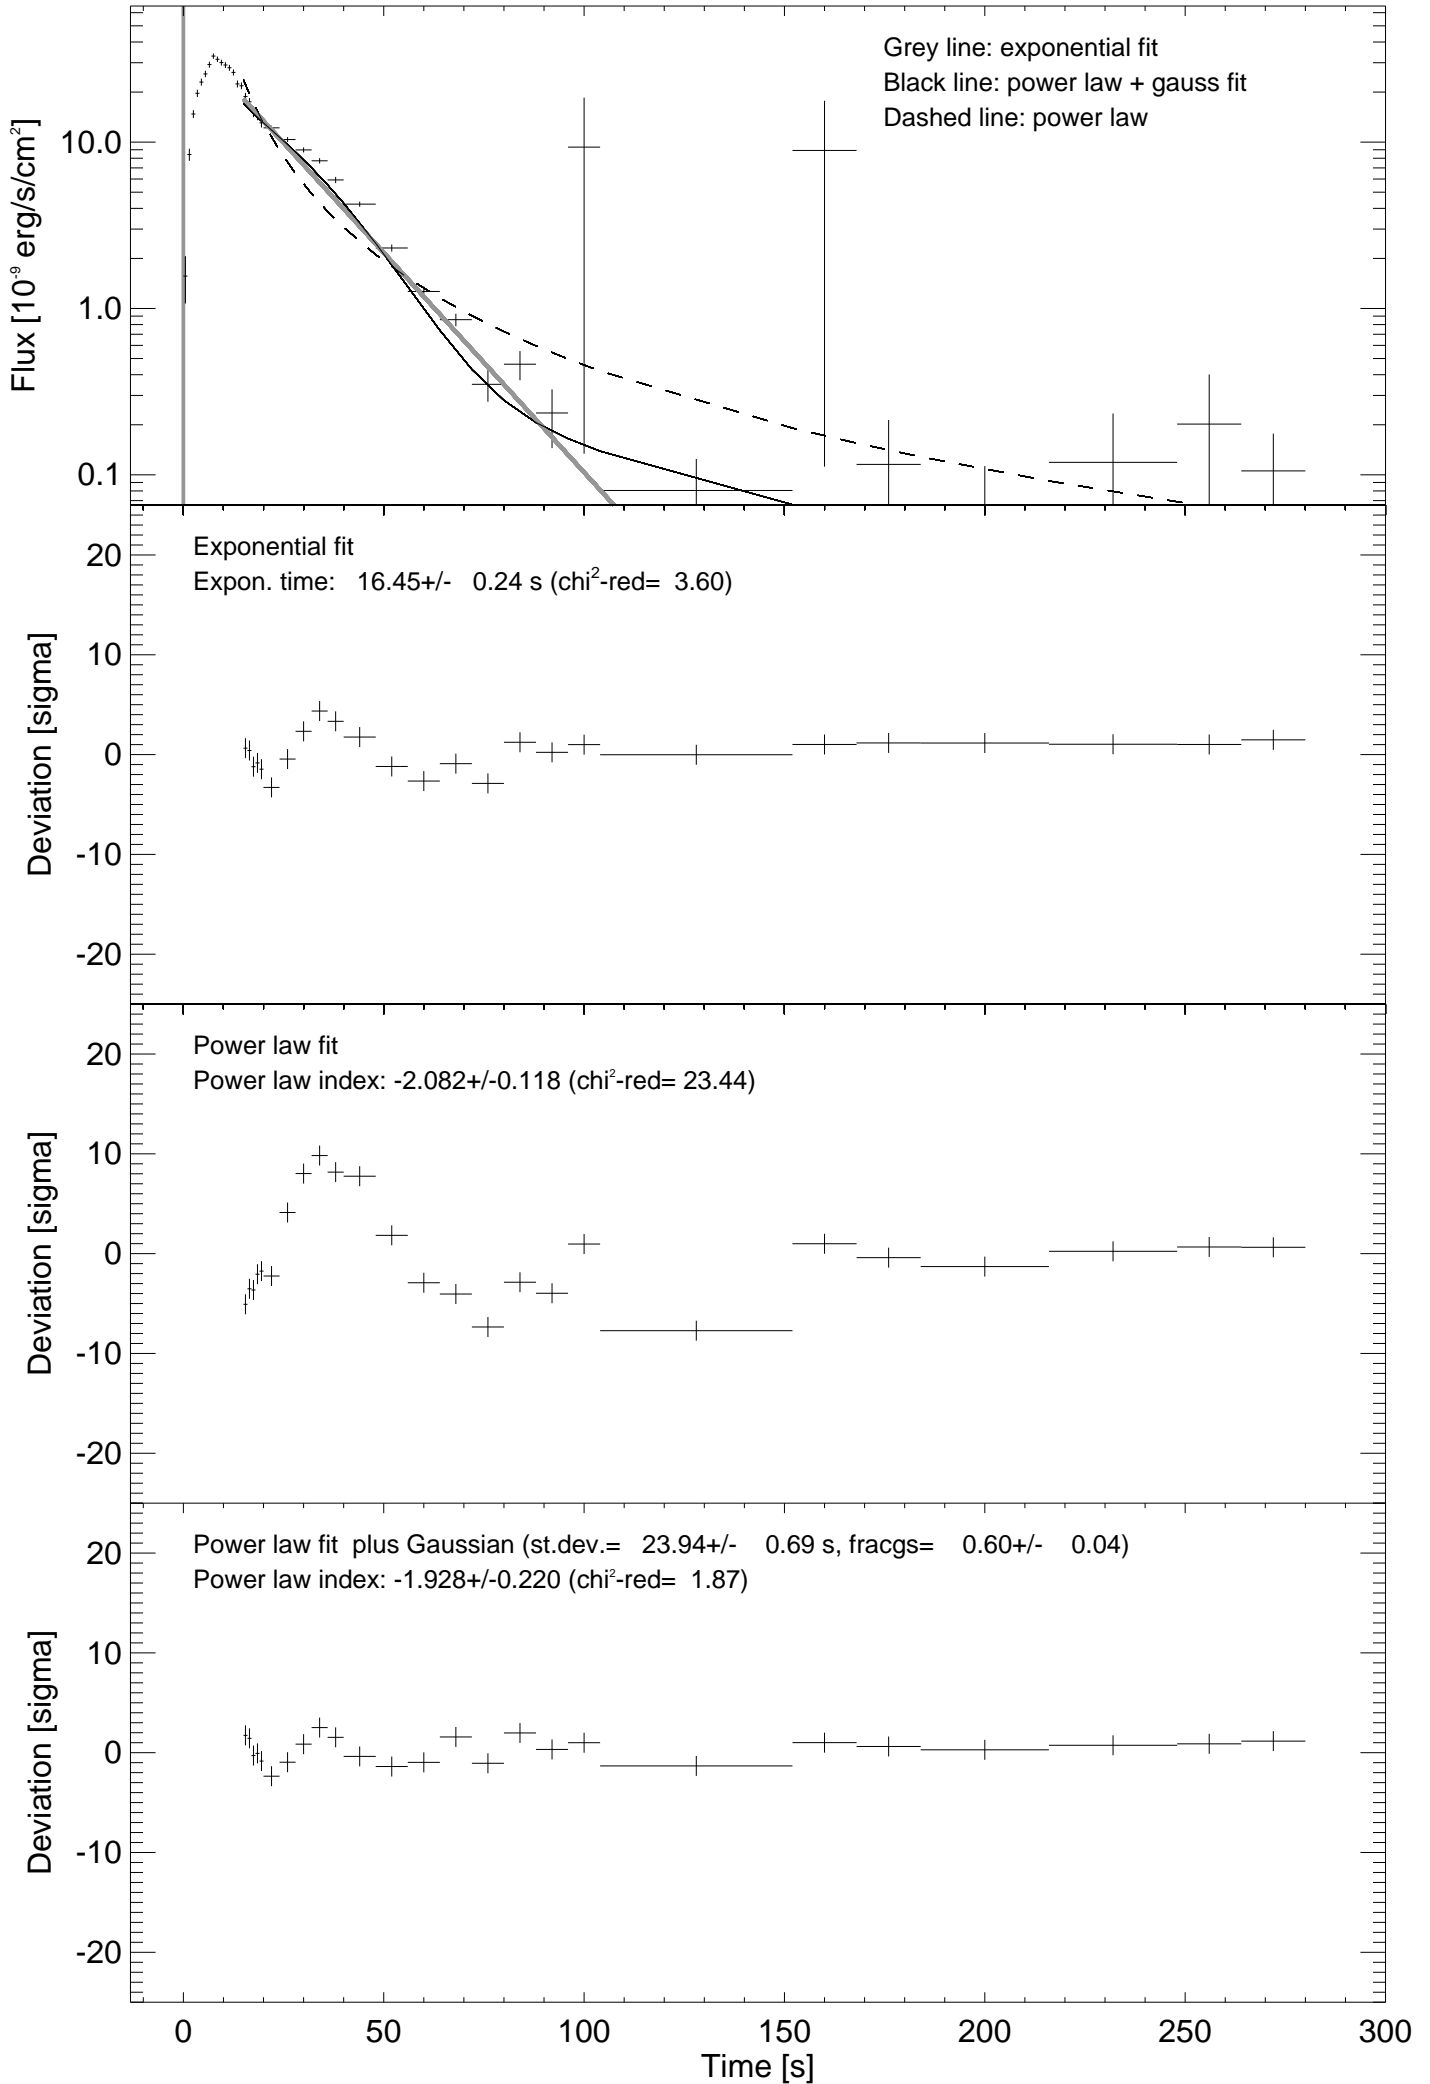 Grey line: exponential fit
Black line: power law + gauss fit
Dashed line: power law
Flux [10⁻⁹ erg/s/cm²]
10.0
1.0
0.1
Exponential fit
Expon. time: 16.45+/- 0.24 s (chi²-red= 3.60)
Deviation [sigma]
20
10
0
-10
-20
Power law fit
Power law index: -2.082+/-0.118 (chi²-red= 23.44)
Deviation [sigma]
20
10
0
-10
-20
Power law fit plus Gaussian (st.dev.= 23.94+/- 0.69 s, fracgs= 0.60+/- 0.04)
Power law index: -1.928+/-0.220 (chi²-red= 1.87)
Deviation [sigma]
20
10
0
-10
-20
0 50 100 150 200 250 300
Time [s]